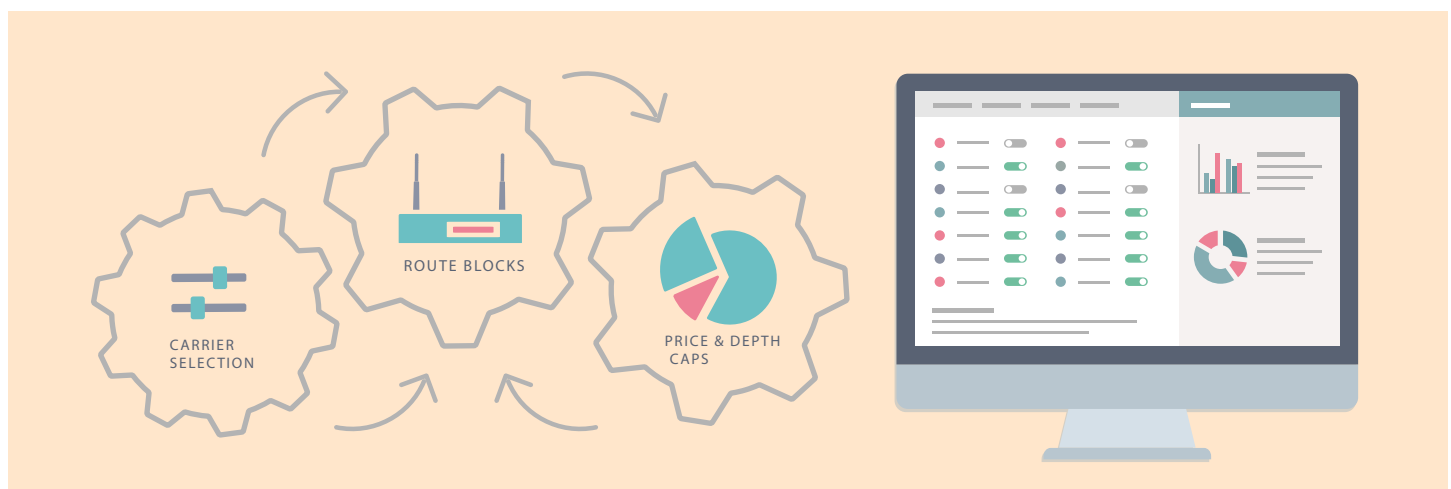 CARRIER
SELECTION
ROUTE BLOCKS
PRICE & DEPTH
CAPS